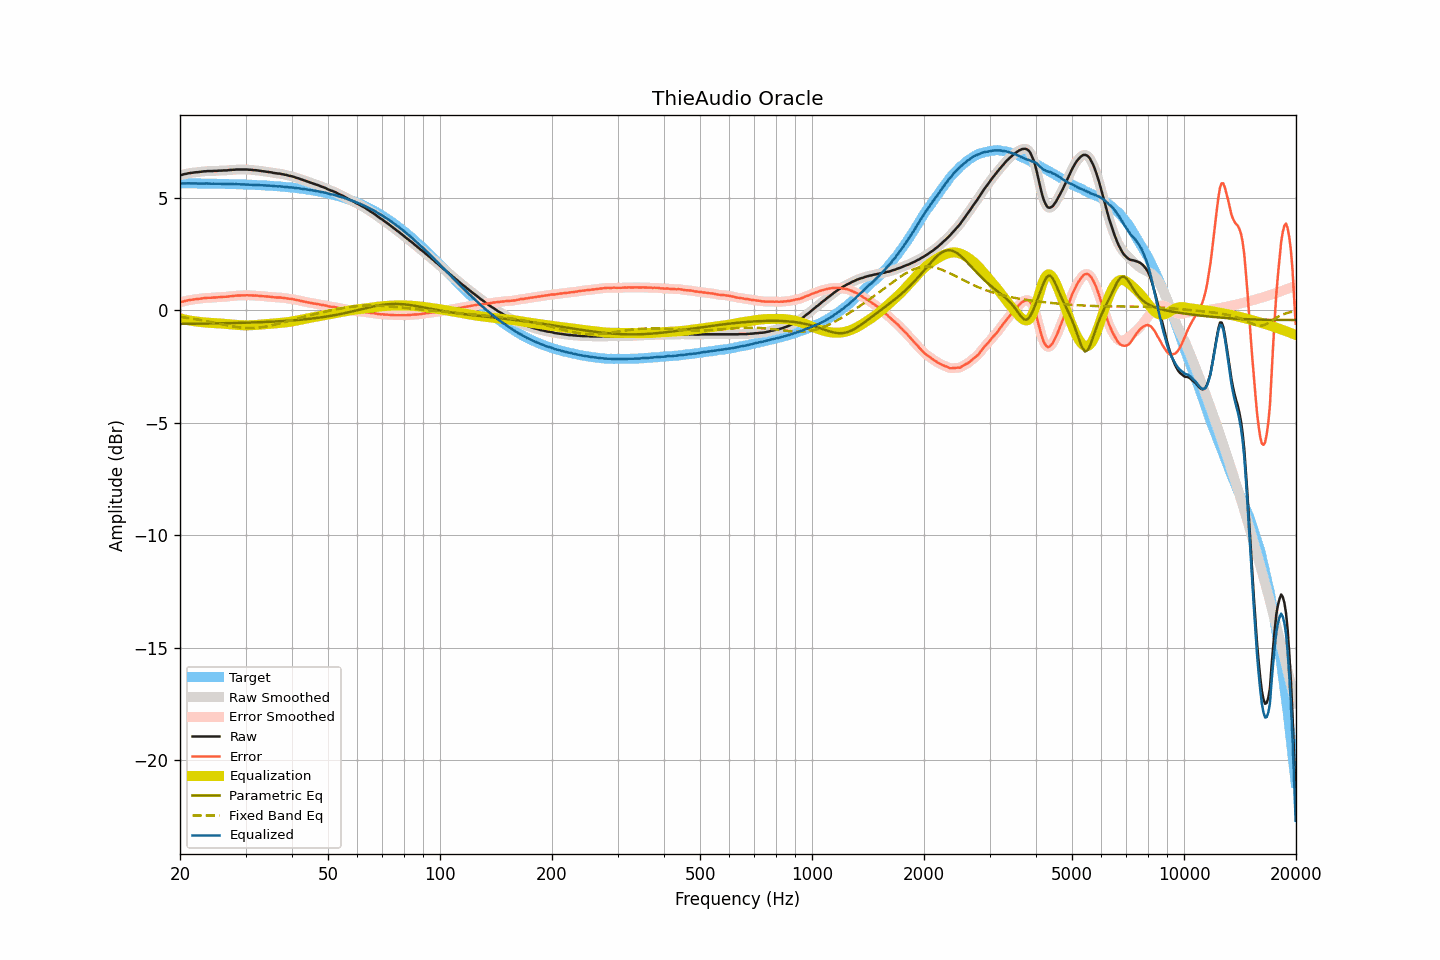 ThieAudio Oracle
Amplitude (dBr)
5
0
−5
−10
−15
−20
Target
Raw Smoothed
Error Smoothed
Raw
Error
Equalization
Parametric Eq
Fixed Band Eq
Equalized
20 50 100 200 500 1000 2000 5000 10000 20000
Frequency (Hz)